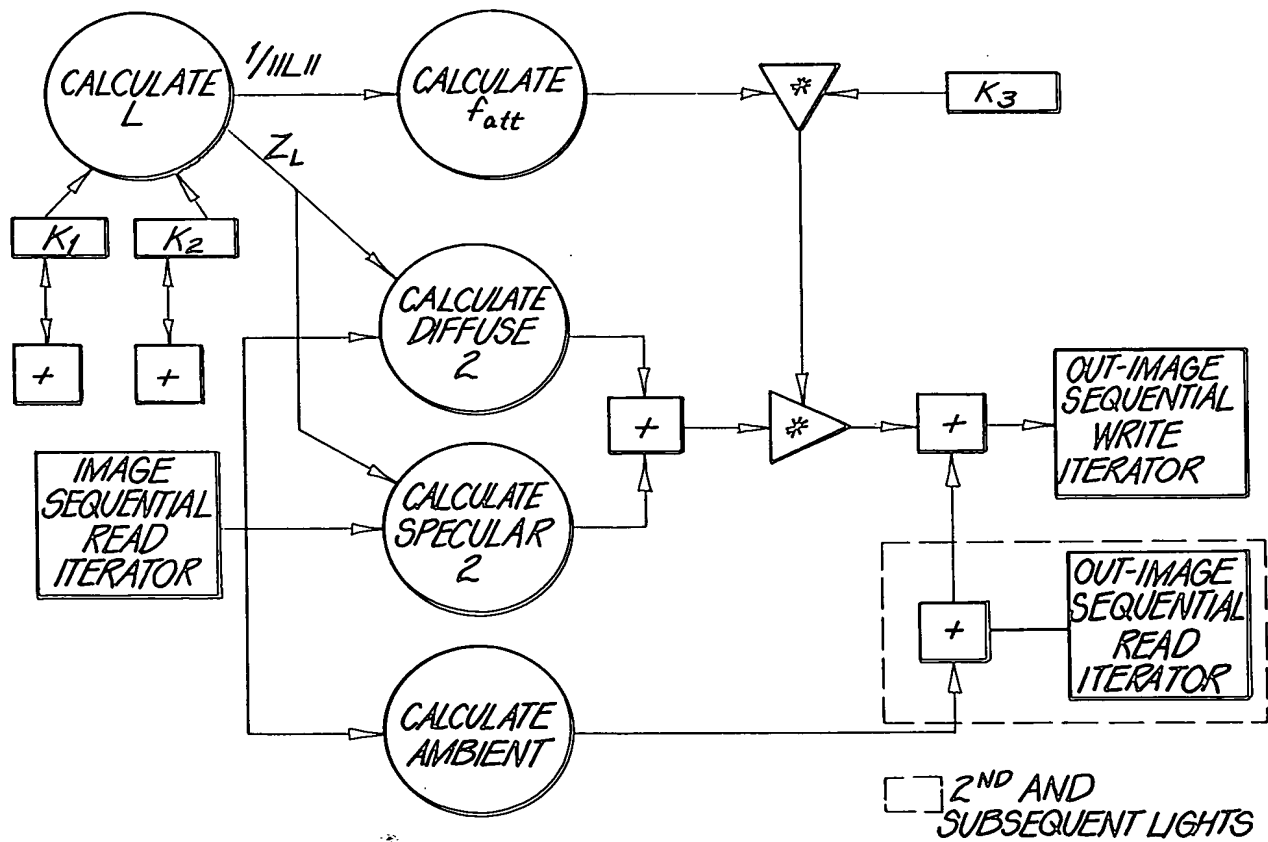 CALCULATE
L
1/IILII
CALCULATE
fatt
*
K3
ZL
K1
K2
+
+
CALCULATE
DIFFUSE
2
+
*
+
OUT-IMAGE
SEQUENTIAL
WRITE
ITERATOR
IMAGE
SEQUENTIAL
READ
ITERATOR
CALCULATE
SPECULAR
2
+
OUT-IMAGE
SEQUENTIAL
READ
ITERATOR
CALCULATE
AMBIENT
2ND AND
SUBSEQUENT LIGHTS